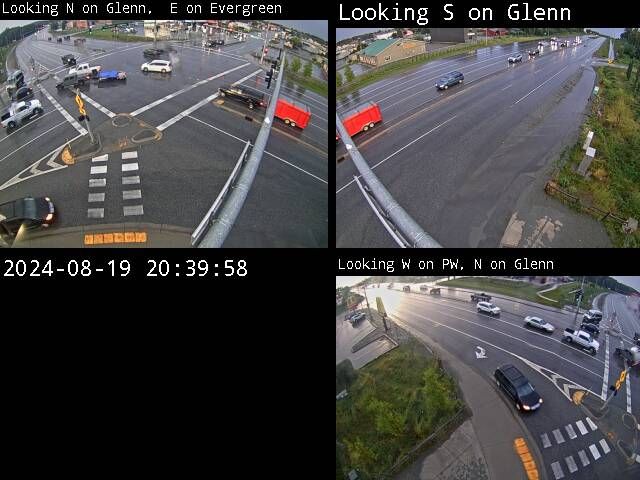 Looking N on Glenn,  E on Evergreen
Looking S on Glenn
2024-08-19 20:39:58
Looking W on PW, N on Glenn